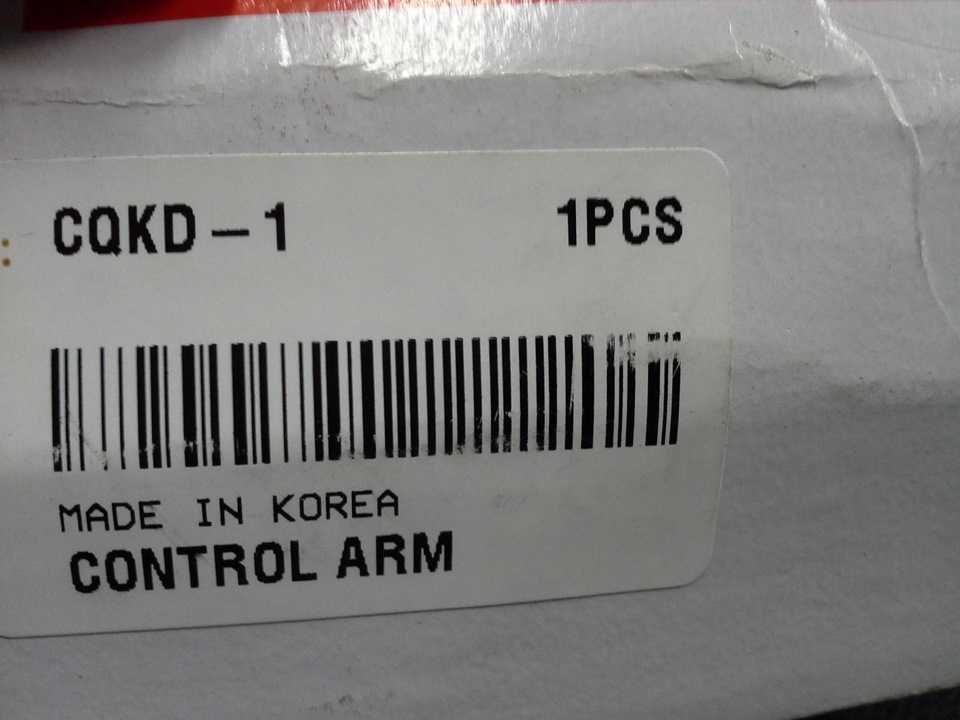 CQKD-1 1PCS
MADE IN KOREA
CONTROL ARM